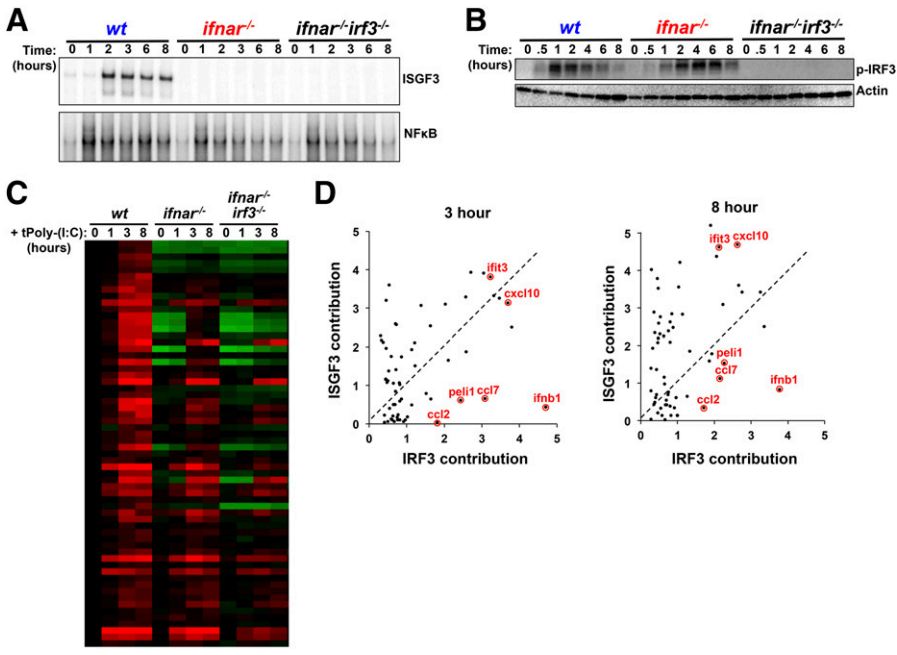 A
wt ifnar-/- ifnar-/-irf3-/-
Time: 0 1 2 3 6 8 0 1 2 3 6 8 0 1 2 3 6 8
(hours)
ISGF3
NFκB
B
wt ifnar-/- ifnar-/-irf3-/-
Time: 0 .5 1 2 4 6 8 0 .5 1 2 4 6 8 0 .5 1 2 4 6 8
(hours)
p-IRF3
Actin
C
wt ifnar-/- ifnar-/-
irf3-/-
+ tPoly-(I:C): 0 1 3 8 0 1 3 8 0 1 3 8
(hours)
D
3 hour
5
4
3
2
1
0
ISGF3 contribution
ifit3
cxcl10
peli1 ccl7
ifnb1
ccl2
0 1 2 3 4 5
IRF3 contribution
8 hour
5
4
3
2
1
0
ISGF3 contribution
ifit3 cxcl10
peli1
ccl7
ifnb1
ccl2
0 1 2 3 4 5
IRF3 contribution